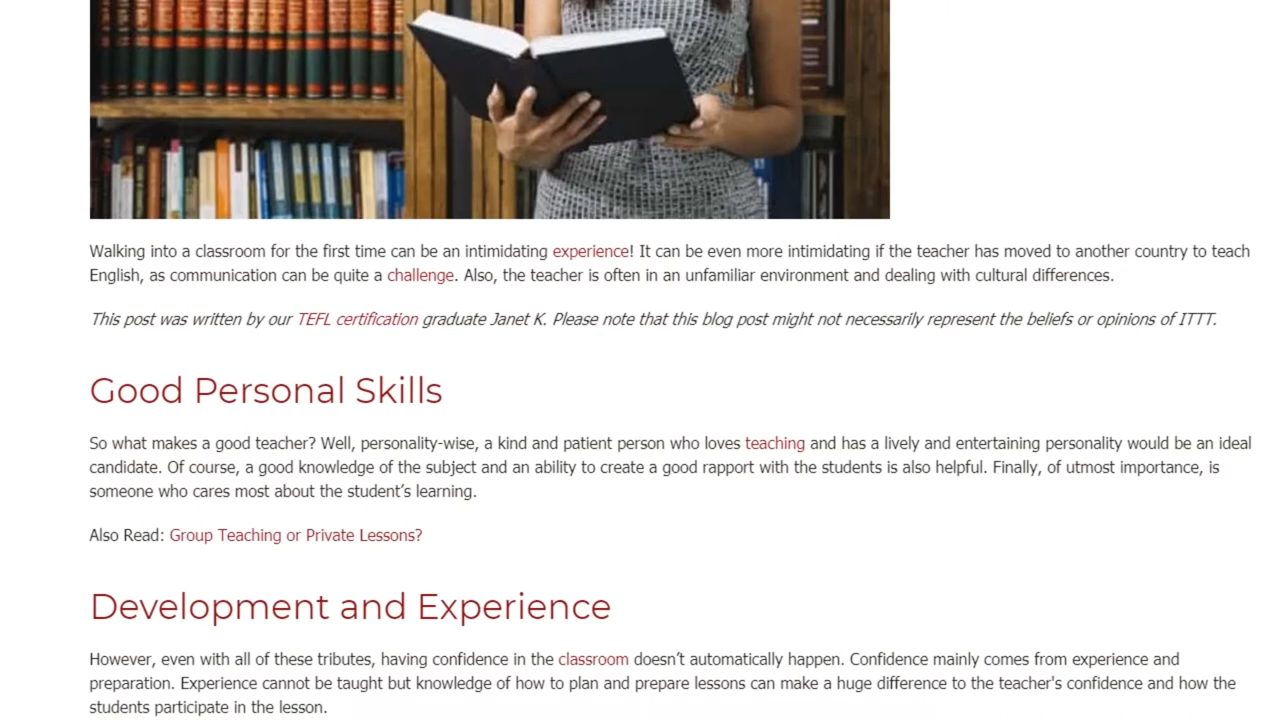 Walking into a classroom for the first time can be an intimidating experience! It can be even more intimidating if the teacher has moved to another country to teach
English, as communication can be quite a challenge. Also, the teacher is often in an unfamiliar environment and dealing with cultural differences.
This post was written by our TEFL certification graduate Janet K. Please note that this blog post might not necessarily represent the beliefs or opinions of ITTT.
Good Personal Skills
So what makes a good teacher? Well, personality-wise, a kind and patient person who loves teaching and has a lively and entertaining personality would be an ideal
candidate. Of course, a good knowledge of the subject and an ability to create a good rapport with the students is also helpful. Finally, of utmost importance, is
someone who cares most about the student's learning.
Also Read: Group Teaching or Private Lessons?
Development and Experience
However, even with all of these tributes, having confidence in the classroom doesn't automatically happen. Confidence mainly comes from experience and
preparation. Experience cannot be taught but knowledge of how to plan and prepare lessons can make a huge difference to the teacher's confidence and how the
students participate in the lesson.